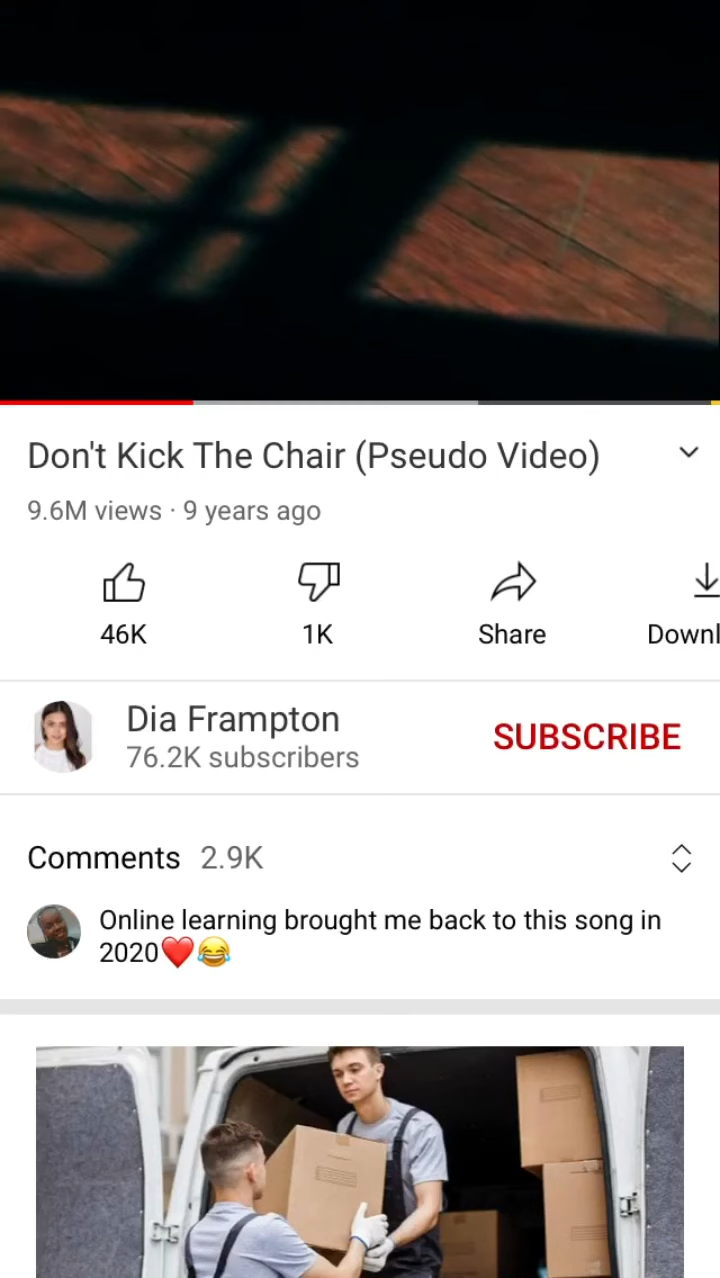 Don't Kick The Chair (Pseudo Video)
9.6M views · 9 years ago
46K
1K
Share
Downl
Dia Frampton
76.2K subscribers
SUBSCRIBE
Comments 2.9K
Online learning brought me back to this song in
2020❤️😂